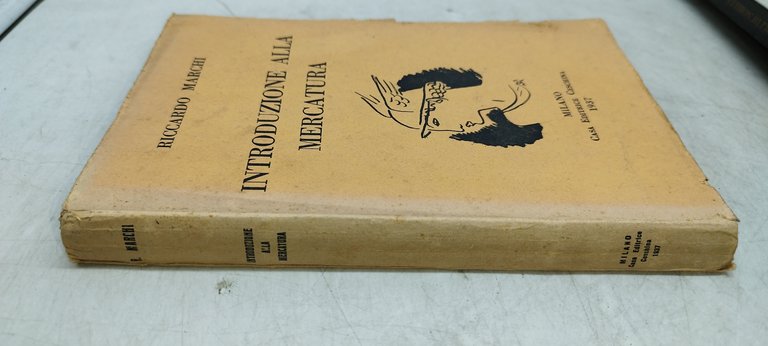 RICCARDO MARCHI
INTRODUZIONE ALLA
MERCATURA
MILANO
CASA EDITRICE CESCHINA
1937
R. MARCHI
INTRODUZIONE
ALLA
MERCATURA
MILANO
Casa Editrice
Ceschina
1937